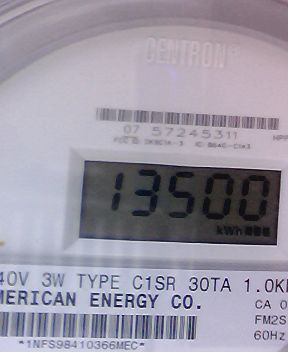 CENTRON
07 57245311
13500
kWh
40V 3W TYPE C1SR 30TA 1.0K
MERICAN ENERGY CO.
CA 0
FM2S
60Hz
*1NFS98410366MEC*